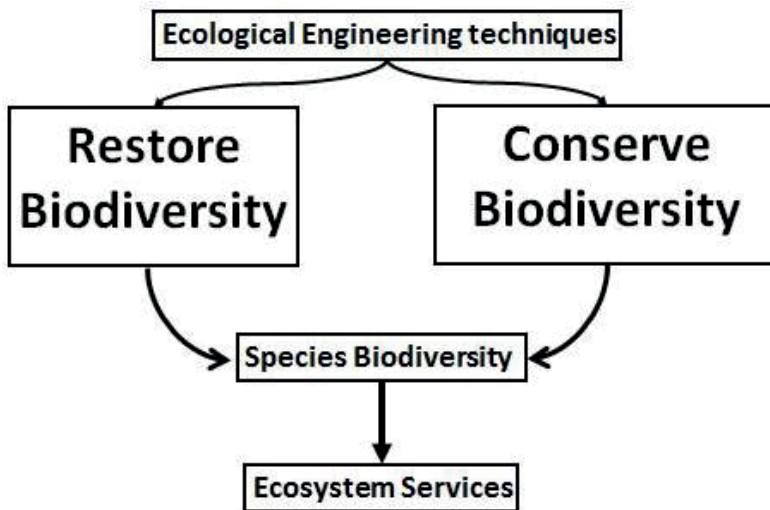 Ecological Engineering techniques
Restore
Biodiversity
Conserve
Biodiversity
Species Biodiversity
Ecosystem Services